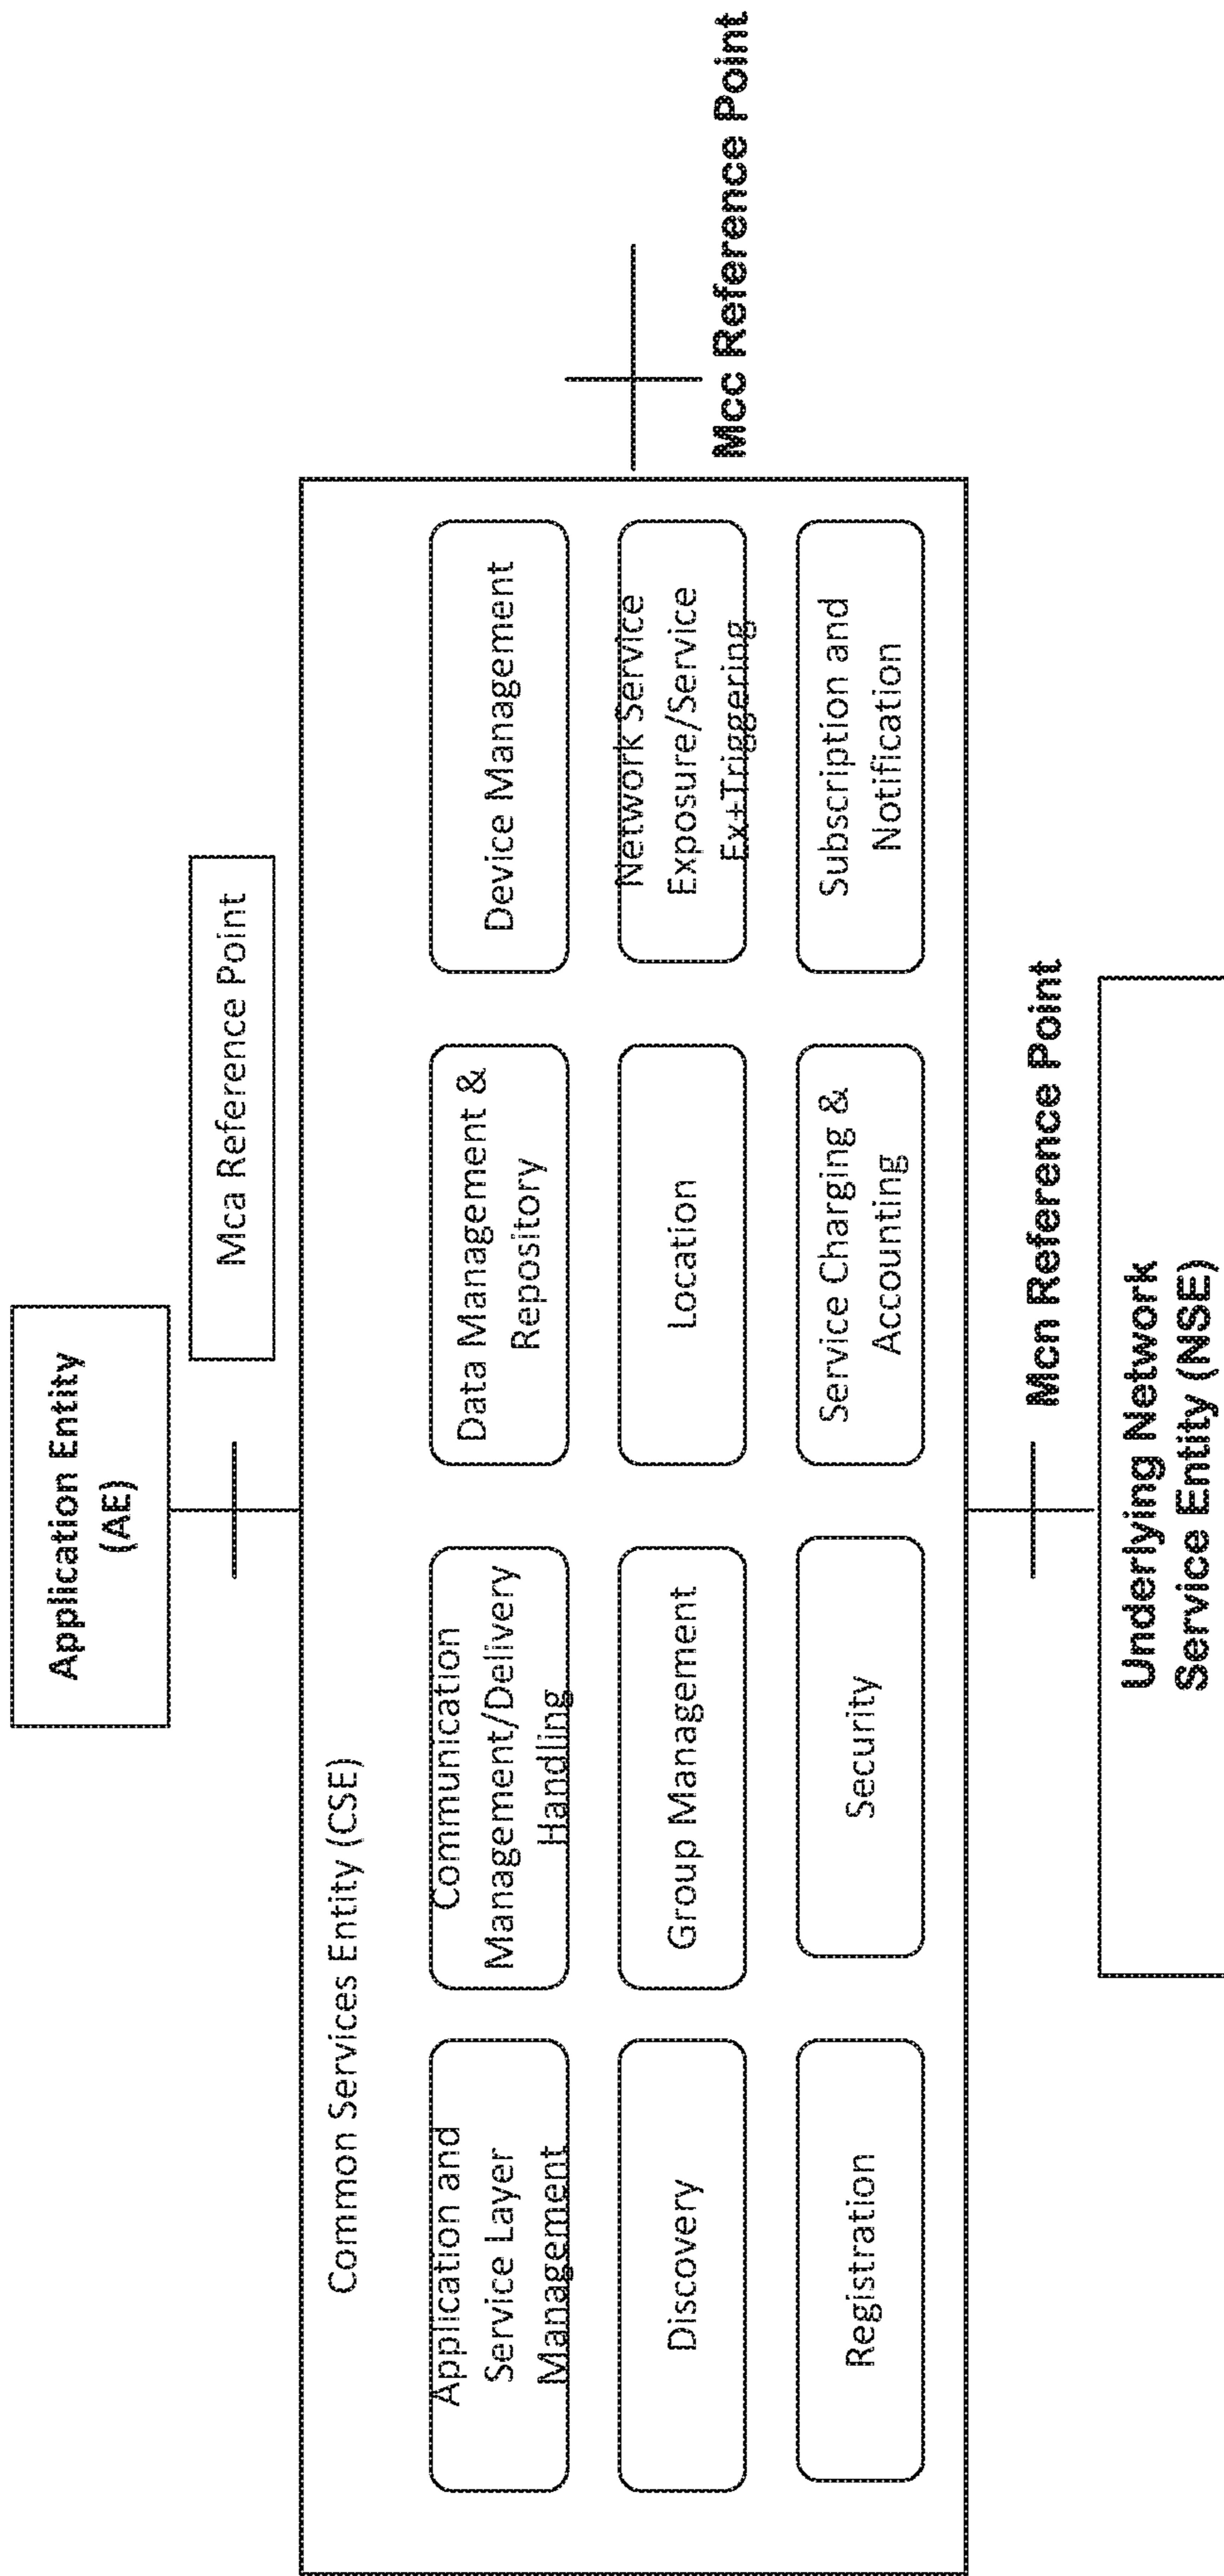 Application Entity
(AE)
Mca Reference Point
Common Services Entity (CSE)
Application and
Service Layer
Management
Communication
Management/Delivery
Handling
Data Management &
Repository
Device Management
Discovery
Group Management
Location
Network Service
Exposure/Service
Ex+Triggering
Registration
Security
Service Charging &
Accounting
Subscription and
Notification
Mcc Reference Point
Mcn Reference Point
Underlying Network
Service Entity (NSE)